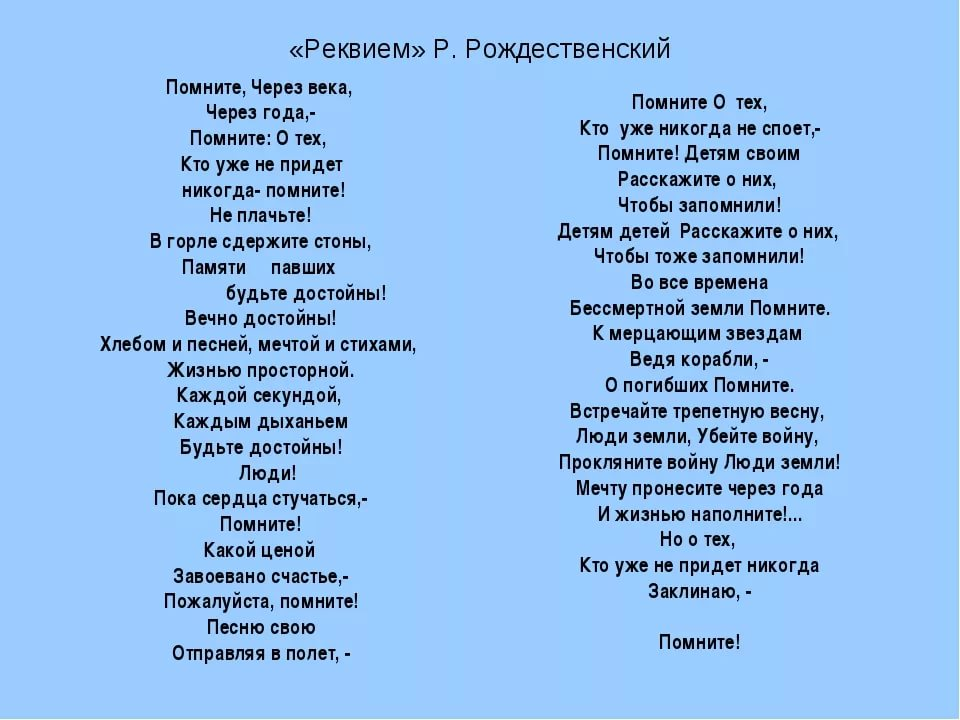 «Реквием» Р. Рождественский
Помните, Через века,
Через года,-
Помните: О тех,
Кто уже не придет
никогда- помните!
Не плачьте!
В горле сдержите стоны,
Памяти павших
будьте достойны!
Вечно достойны!
Хлебом и песней, мечтой и стихами,
Жизнью просторной.
Каждой секундой,
Каждым дыханьем
Будьте достойны!
Люди!
Пока сердца стучаться,-
Помните!
Какой ценой
Завоевано счастье,-
Пожалуйста, помните!
Песню свою
Отправляя в полет, -
Помните О тех,
Кто уже никогда не споет,-
Помните! Детям своим
Расскажите о них,
Чтобы запомнили!
Детям детей Расскажите о них,
Чтобы тоже запомнили!
Во все времена
Бессмертной земли Помните.
К мерцающим звездам
Ведя корабли, -
О погибших Помните.
Встречайте трепетную весну,
Люди земли, Убейте войну,
Прокляните войну Люди земли!
Мечту пронесите через года
И жизнью наполните!...
Но о тех,
Кто уже не придет никогда
Заклинаю, -
Помните!